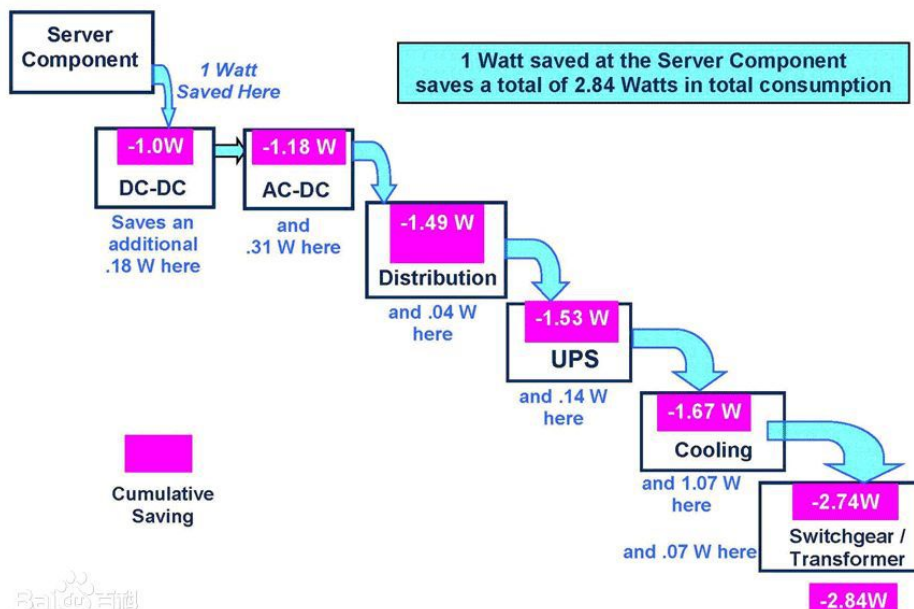 Server
Component
1 Watt
Saved Here
1 Watt saved at the Server Component
saves a total of 2.84 Watts in total consumption
-1.0W
DC-DC
Saves an
additional
.18 W here
-1.18 W
AC-DC
and
.31 W here
-1.49 W
Distribution
and .04 W
here
-1.53 W
UPS
and .14 W
here
-1.67 W
Cooling
and 1.07 W
here
-2.74W
Switchgear /
Transformer
and .07 W here
-2.84W
Cumulative
Saving
Bai 百科